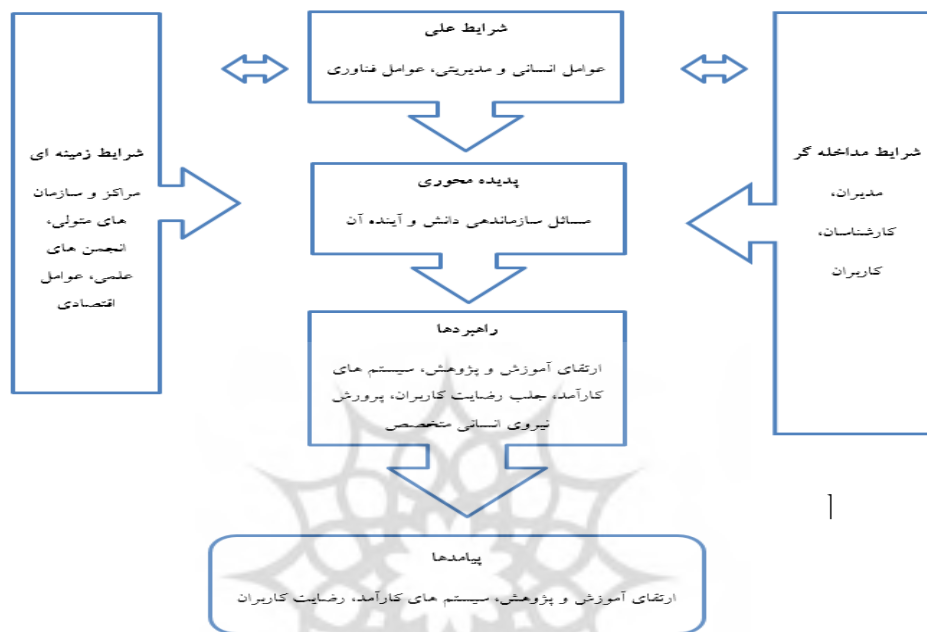 شرایط علی
عوامل انسانی و مدیریتی، عوامل فناوری
شرایط مداخله گر
مدیران،
کارشناسان،
کاربران
پدیده محوری
مسائل سازماندهی دانش و آینده آن
شرایط زمینه ای
مراکز و سازمان
های متولی،
انجمن های
علمی، عوامل
اقتصادی
راهبردها
ارتقای آموزش و پژوهش، سیستم های
کارآمد، جلب رضایت کاربران، پرورش
نیروی انسانی متخصص
پیامدها
ارتقای آموزش و پژوهش، سیستم های کارآمد، رضایت کاربران